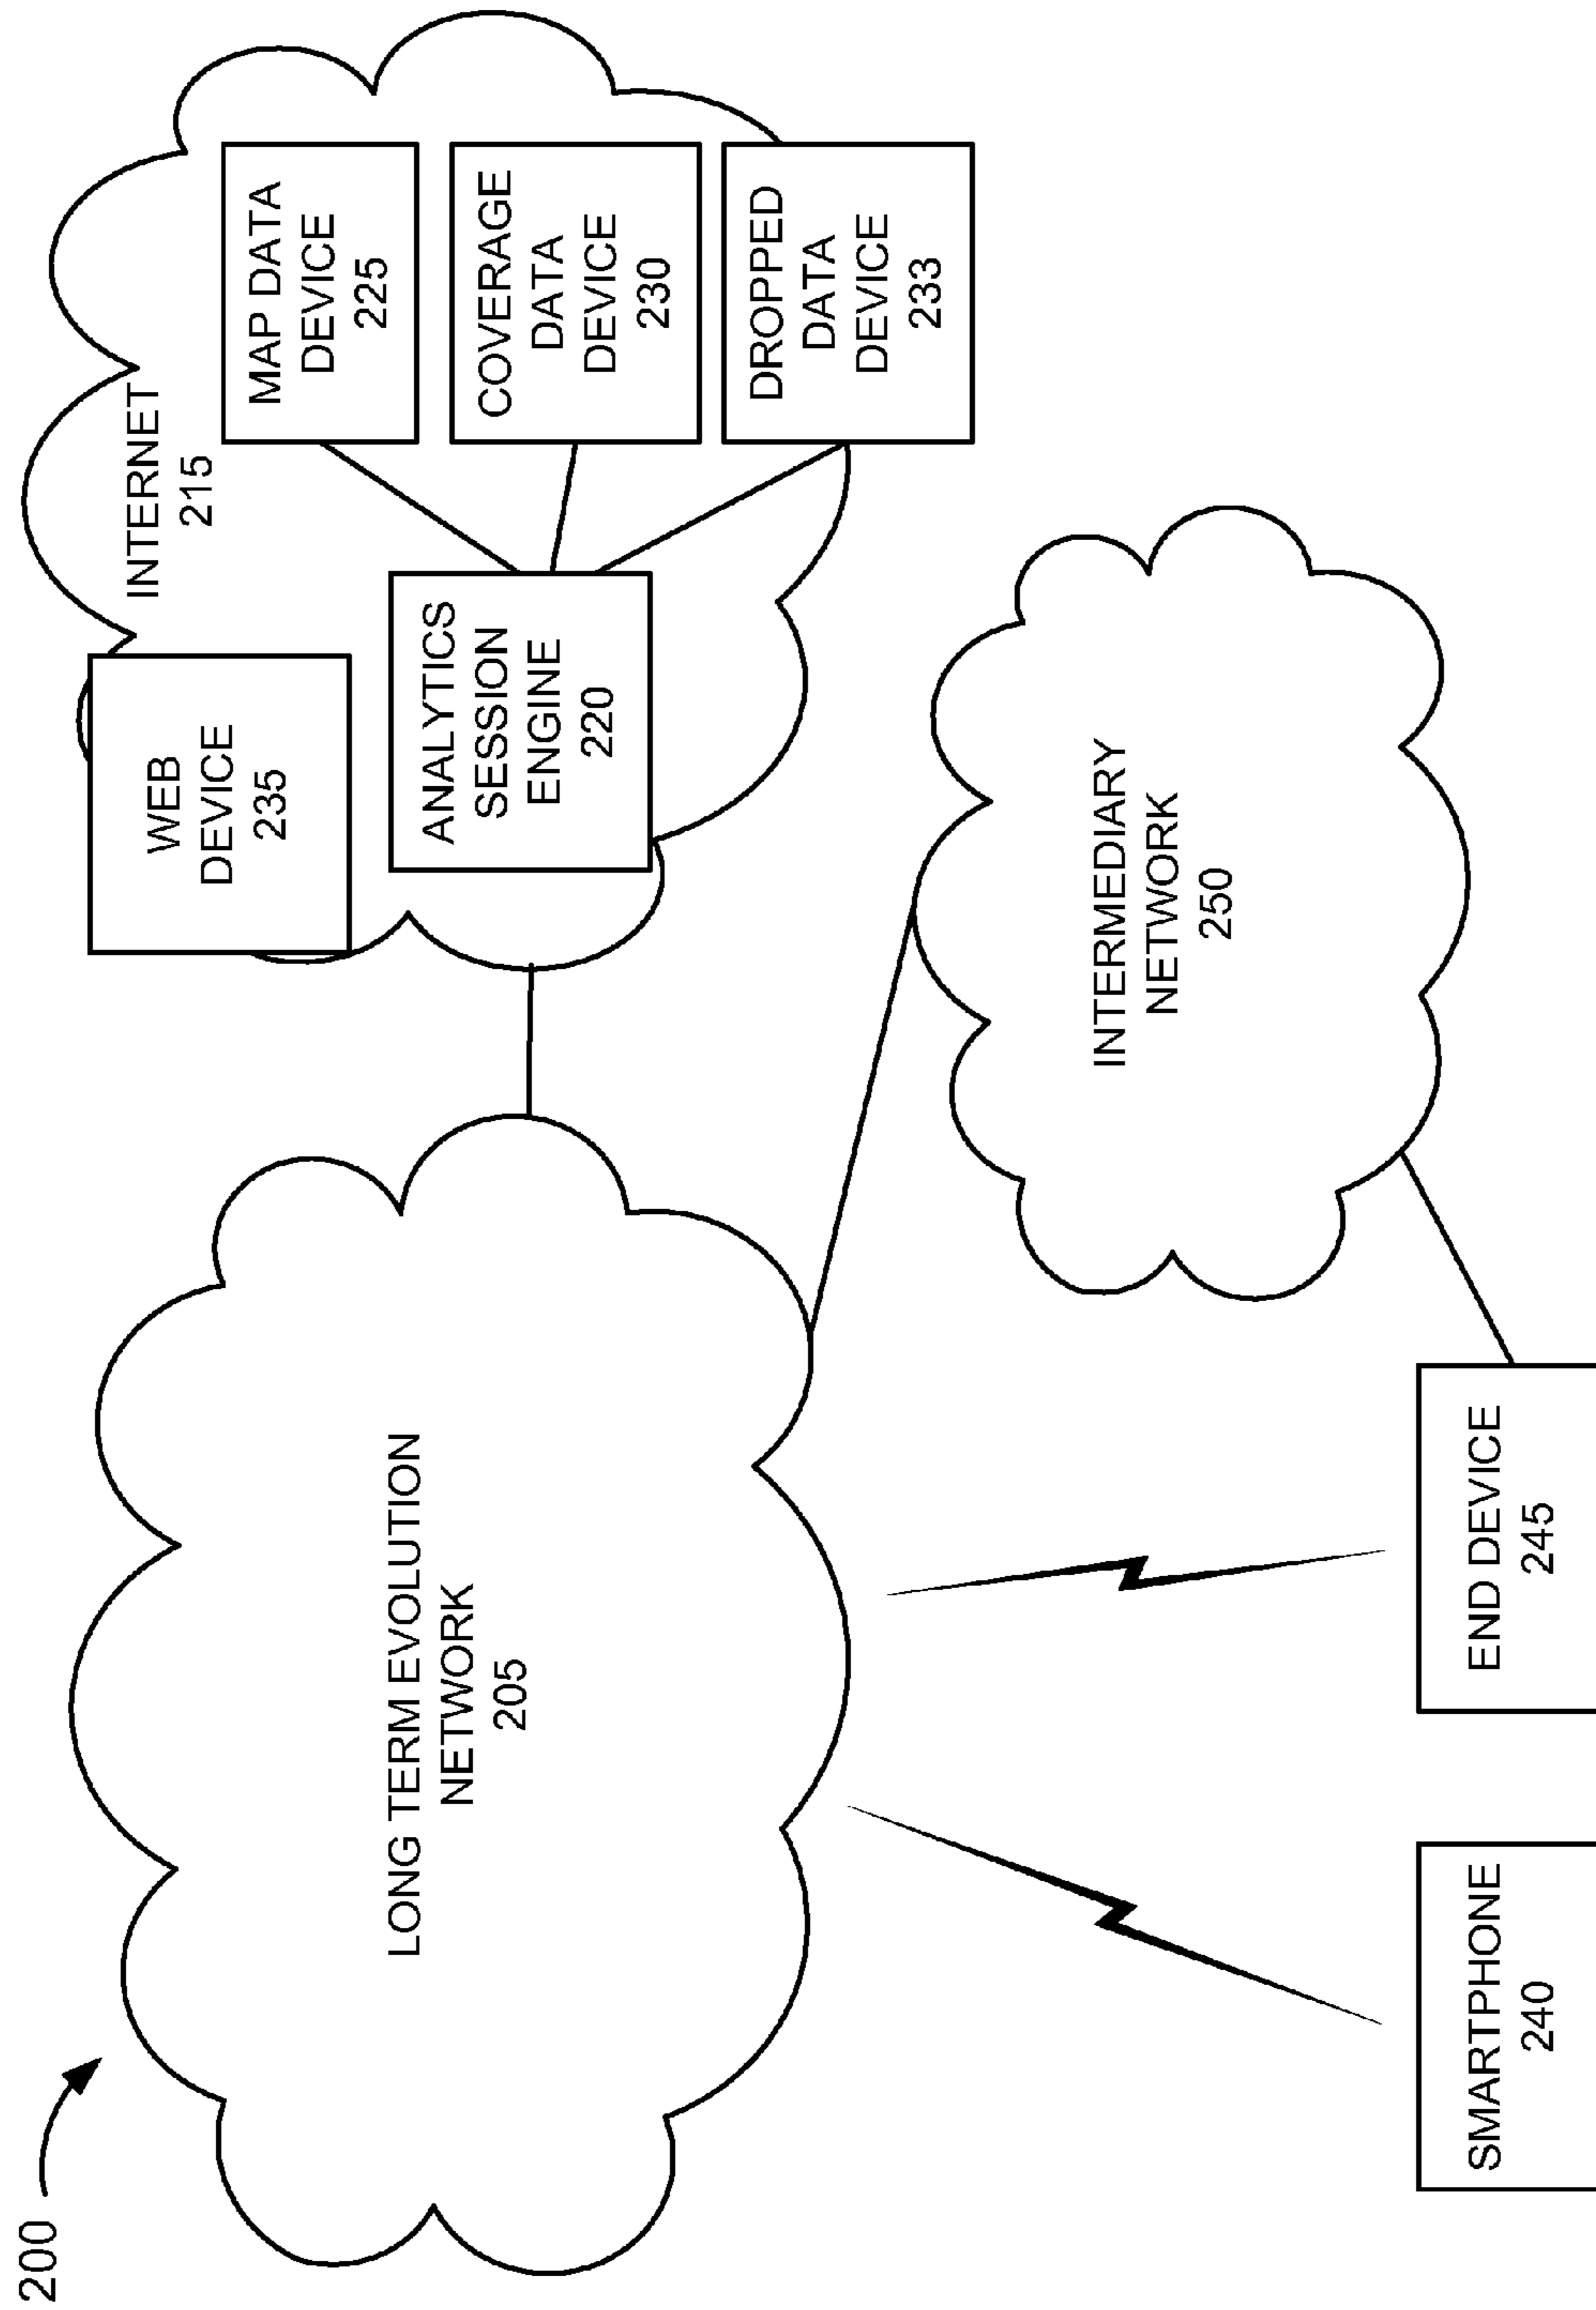 200
LONG TERM EVOLUTION
NETWORK
205
INTERNET
215
WEB
DEVICE
235
ANALYTICS
SESSION
ENGINE
220
MAP DATA
DEVICE
225
COVERAGE
DATA
DEVICE
230
DROPPED
DATA
DEVICE
233
INTERMEDIARY
NETWORK
250
SMARTPHONE
240
END DEVICE
245